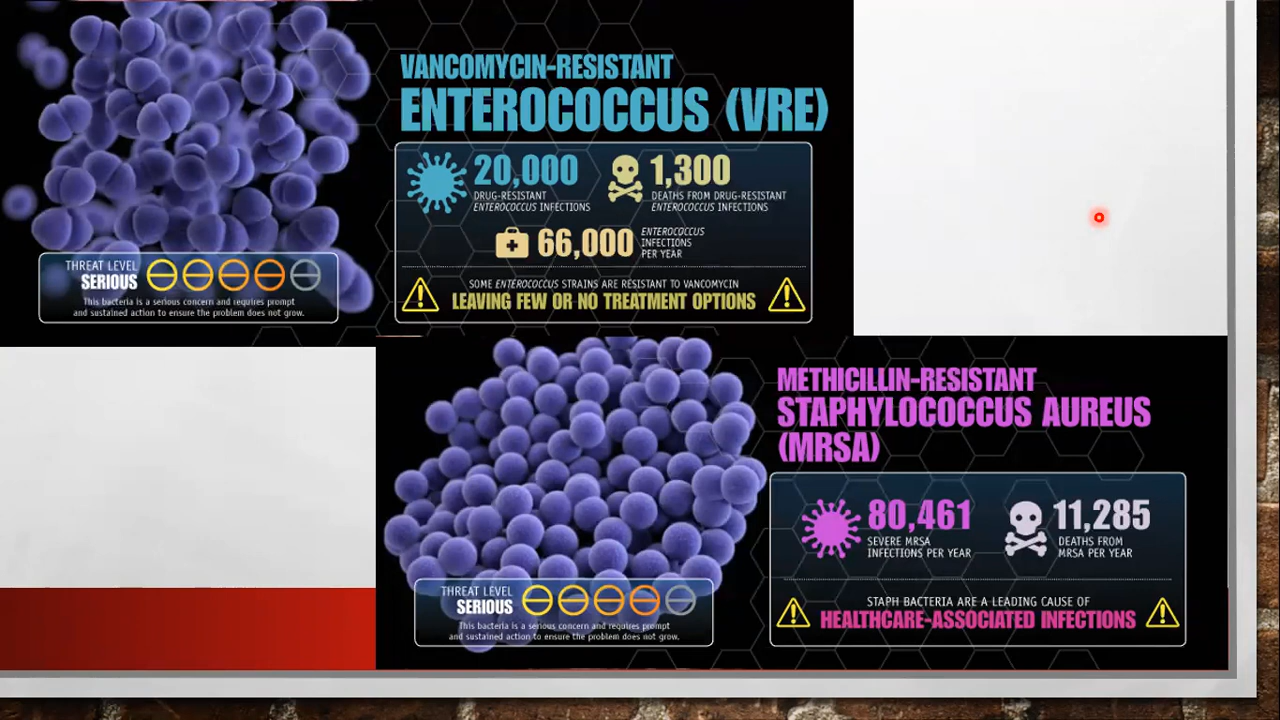 VANCOMYCIN-RESISTANT
ENTEROCOCCUS (VRE)
20,000
DRUG-RESISTANT
ENTEROCOCCUS INFECTIONS
1,300
DEATHS FROM DRUG-RESISTANT
ENTEROCOCCUS INFECTIONS
66,000
ENTEROCOCCUS
INFECTIONS
PER YEAR
SOME ENTEROCOCCUS STRAINS ARE RESISTANT TO VANCOMYCIN
LEAVING FEW OR NO TREATMENT OPTIONS
THREAT LEVEL
SERIOUS
This bacteria is a serious concern and requires prompt
and sustained action to ensure the problem does not grow.
METHICILLIN-RESISTANT
STAPHYLOCOCCUS AUREUS
(MRSA)
80,461
SEVERE MRSA
INFECTIONS PER YEAR
11,285
DEATHS FROM
MRSA PER YEAR
STAPH BACTERIA ARE A LEADING CAUSE OF
HEALTHCARE-ASSOCIATED INFECTIONS
THREAT LEVEL
SERIOUS
This bacteria is a serious concern and requires prompt
and sustained action to ensure the problem does not grow.